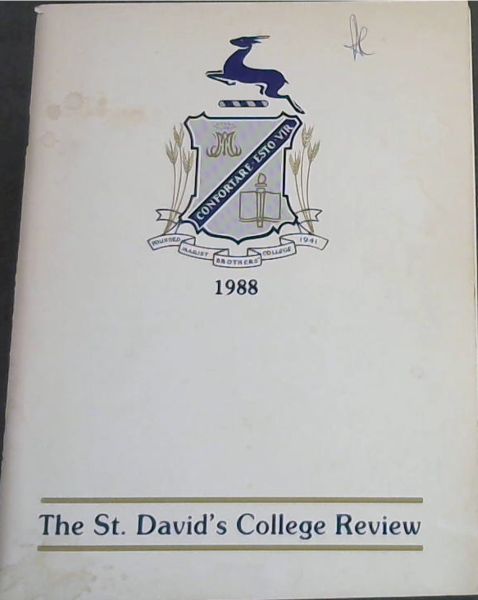 CONFORTARE·ESTO·VIR
FOUNDED MARIST BROTHERS' COLLEGE 1941
1988
The St. David's College Review